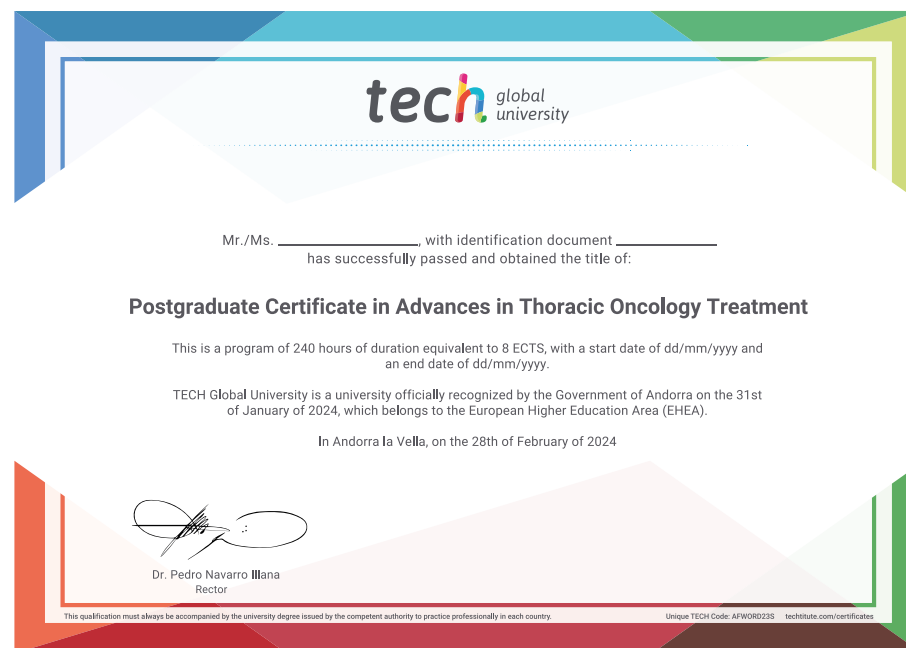 tech global university
Mr./Ms. ____________, with identification document ____________
has successfully passed and obtained the title of:
Postgraduate Certificate in Advances in Thoracic Oncology Treatment
This is a program of 240 hours of duration equivalent to 8 ECTS, with a start date of dd/mm/yyyy and
an end date of dd/mm/yyyy.
TECH Global University is a university officially recognized by the Government of Andorra on the 31st
of January of 2024, which belongs to the European Higher Education Area (EHEA).
In Andorra la Vella, on the 28th of February of 2024
Dr. Pedro Navarro Illana
Rector
This qualification must always be accompanied by the university degree issued by the competent authority to practice professionally in each country.
Unique TECH Code: AFWORD23S techtitute.com/certificates